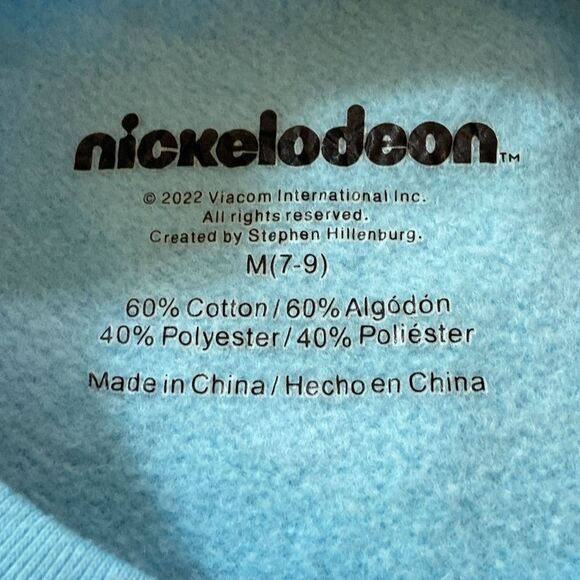 nickelodeon™
© 2022 Viacom International Inc.
All rights reserved.
Created by Stephen Hillenburg.
M(7-9)
60% Cotton / 60% Algódón
40% Polyester / 40% Poliéster
Made in China / Hecho en China